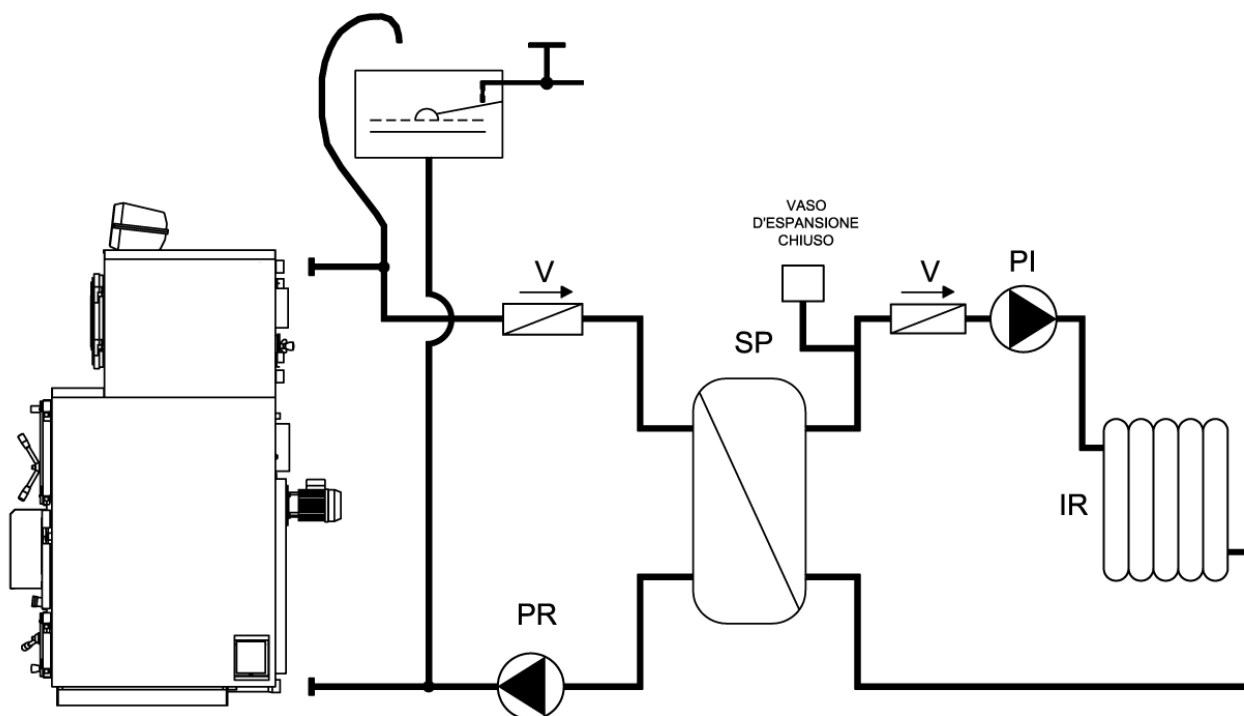 VASO
D'ESPANSIONE
CHIUSO
V
V
PI
SP
IR
PR